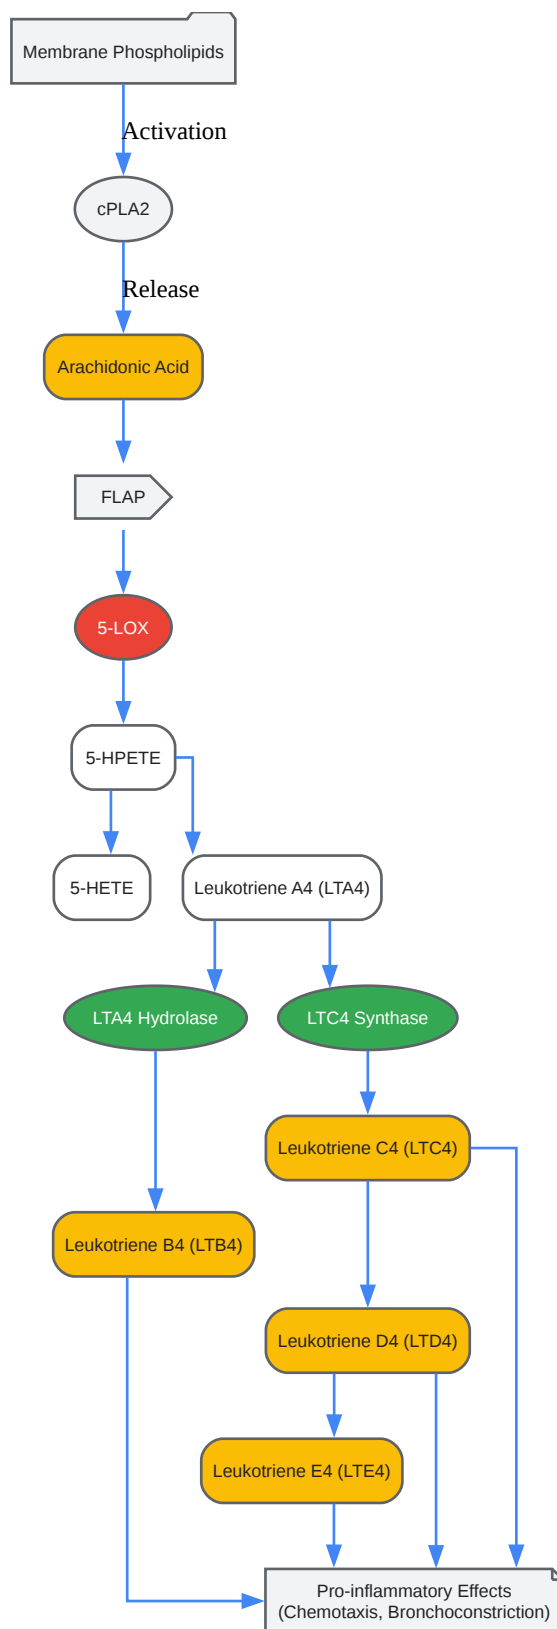 Membrane Phospholipids
Activation
cPLA2
Release
Arachidonic Acid
FLAP
5-LOX
5-HPETE
5-HETE
Leukotriene A4 (LTA4)
LTA4 Hydrolase
LTC4 Synthase
Leukotriene C4 (LTC4)
Leukotriene B4 (LTB4)
Leukotriene D4 (LTD4)
Leukotriene E4 (LTE4)
Pro-inflammatory Effects
(Chemotaxis, Bronchoconstriction)